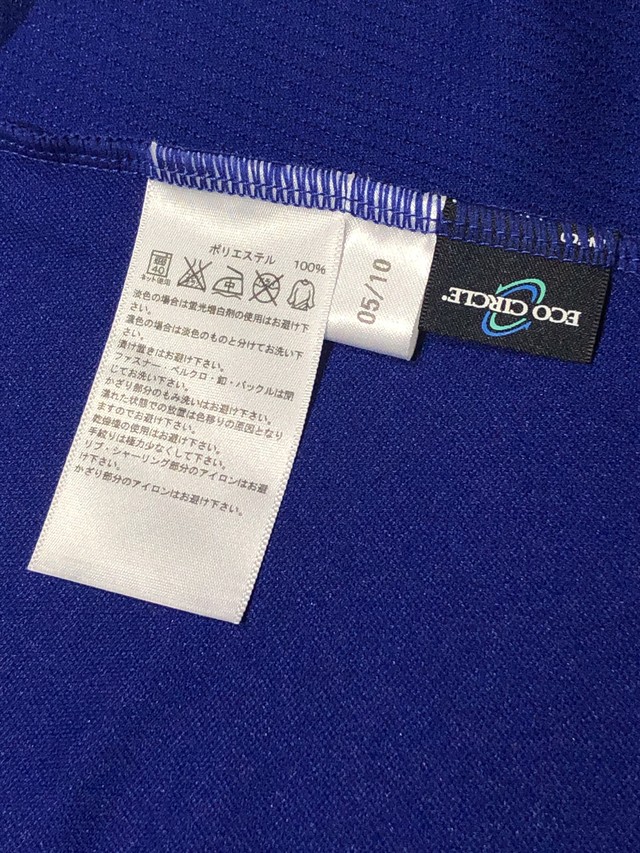 ポリエステル 100%
弱 40
ネット使用
中
淡色の場合は蛍光増白剤の使用はお避け下
さい。
濃色の場合は淡色のものと分けてお洗い下
さい。
漬け置きはお避け下さい。
ファスナー・ベルクロ・釦・バックルは閉
じてお洗い下さい。
かざり部分のもみ洗いはお避け下さい。
濡れた状態での放置は色移りの原因となり
ますのでお避け下さい。
乾燥機の使用はお避け下さい。
手絞りは極力少なくして下さい。
リブ・シャーリング部分のアイロンはお避
け下さい。
かざり部分のアイロンはお避け下さい。
05/10
ECO CIRCLE®